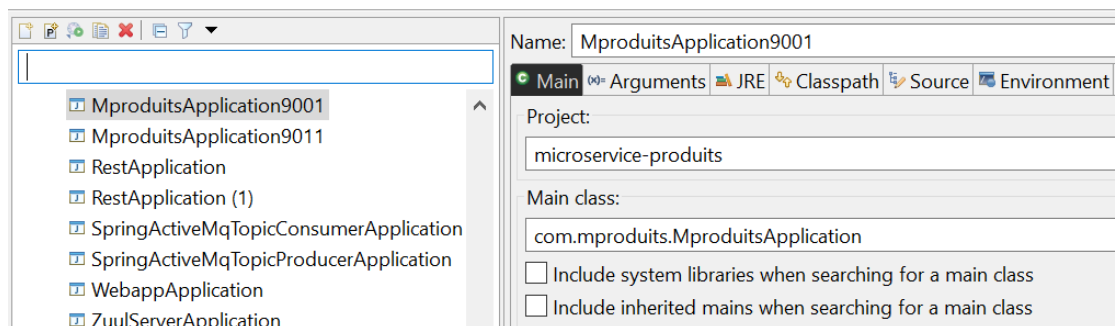 MproduitsApplication9001
MproduitsApplication9011
RestApplication
RestApplication (1)
SpringActiveMqTopicConsumerApplication
SpringActiveMqTopicProducerApplication
WebappApplication
ZuulServerApplication
Name: MproduitsApplication9001
Main (x)= Arguments JRE Classpath Source Environment
Project:
microservice-produits
Main class:
com.mproduits.MproduitsApplication
Include system libraries when searching for a main class
Include inherited mains when searching for a main class